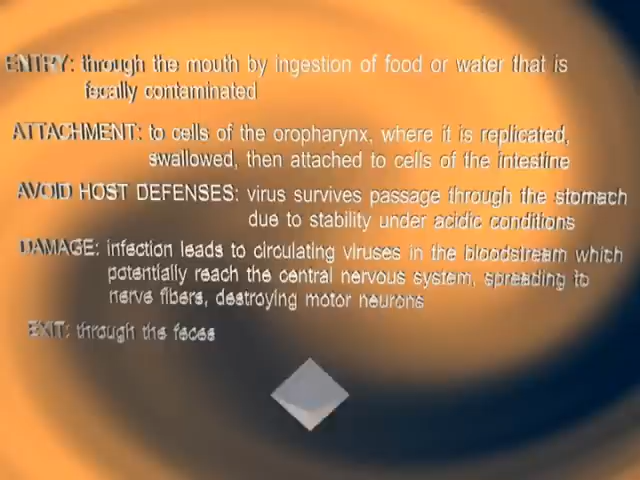 ENTRY: through the mouth by ingestion of food or water that is
fecally contaminated
ATTACHMENT: to cells of the oropharynx, where it is replicated,
swallowed, then attached to cells of the intestine
AVOID HOST DEFENSES: virus survives passage through the stomach
due to stability under acidic conditions
DAMAGE: infection leads to circulating viruses in the bloodstream which
potentially reach the central nervous system, spreading to
nerve fibers, destroying motor neurons
EXIT: through the feces